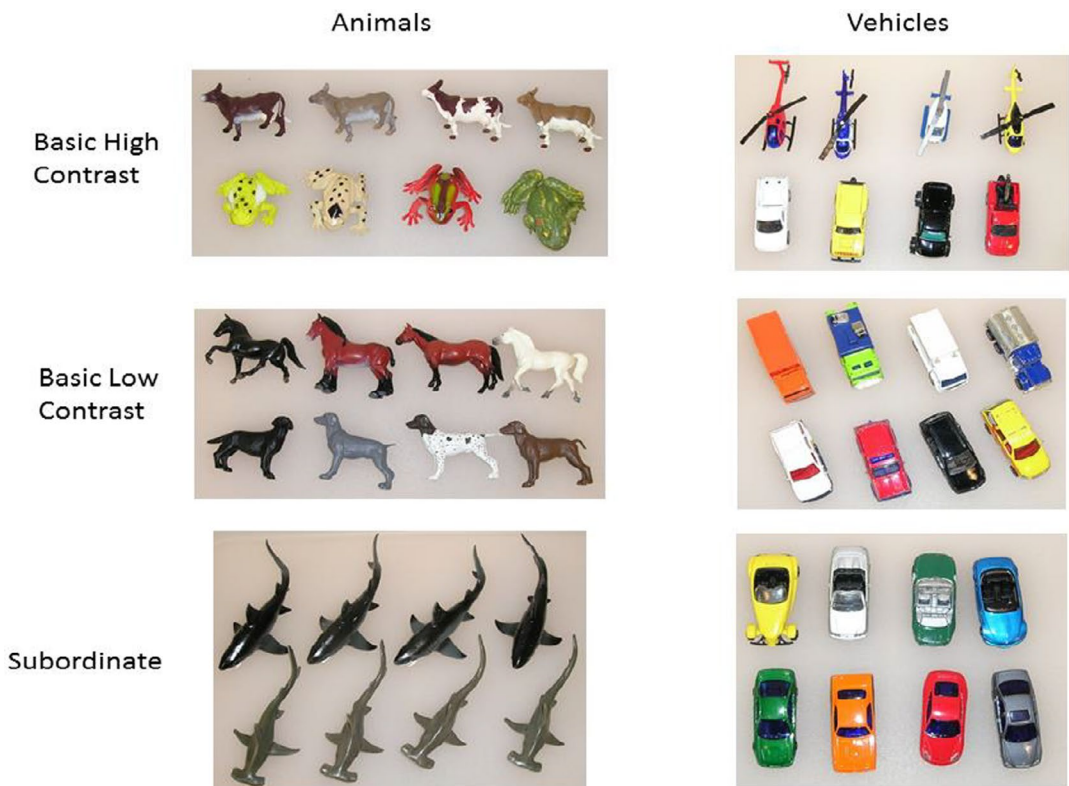 Animals
Vehicles
Basic High
Contrast
Basic Low
Contrast
Subordinate